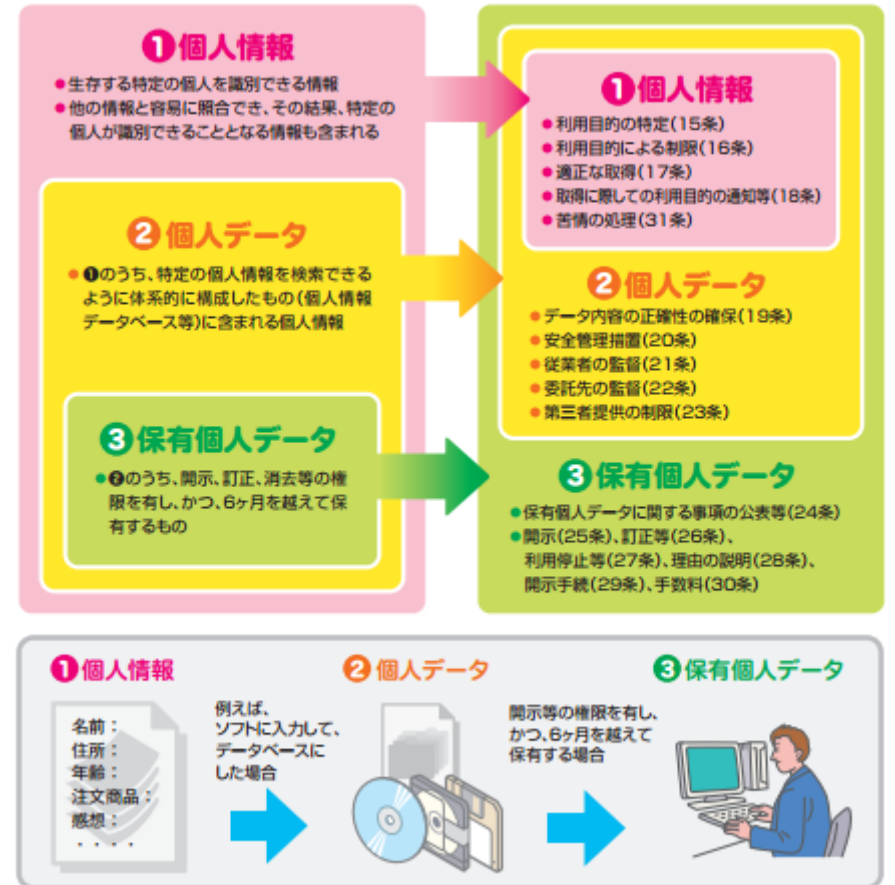 ❶個人情報
●生存する特定の個人を識別できる情報
●他の情報と容易に照合でき、その結果、特定の
個人が識別できることとなる情報も含まれる
❷個人データ
●❶のうち、特定の個人情報を検索できる
ように体系的に構成したもの(個人情報
データベース等)に含まれる個人情報
❸保有個人データ
●❷のうち、開示、訂正、消去等の権
限を有し、かつ、6ヶ月を越えて保
有するもの
❶個人情報
●利用目的の特定(15条)
●利用目的による制限(16条)
●適正な取得(17条)
●取得に際しての利用目的の通知等(18条)
●苦情の処理(31条)
❷個人データ
●データ内容の正確性の確保(19条)
●安全管理措置(20条)
●従業者の監督(21条)
●委託先の監督(22条)
●第三者提供の制限(23条)
❸保有個人データ
●保有個人データに関する事項の公表等(24条)
●開示(25条)、訂正等(26条)、
利用停止等(27条)、理由の説明(28条)、
開示手続(29条)、手数料(30条)
❶個人情報
名前：
住所：
年齢：
注文商品：
感想：
・・・・
例えば、
ソフトに入力して、
データベースに
した場合
❷個人データ
開示等の権限を有し、
かつ、6ヶ月を越えて
保有する場合
❸保有個人データ